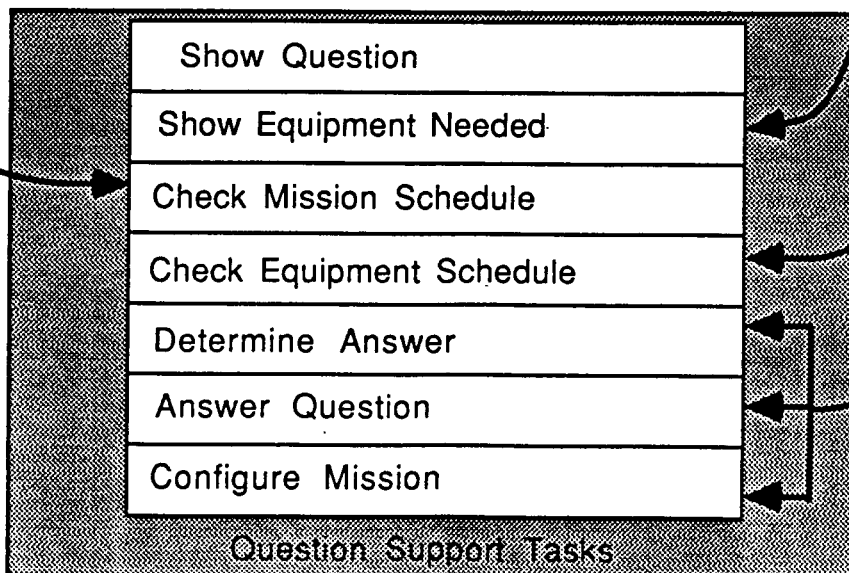 Show Question
Show Equipment Needed
Check Mission Schedule
Check Equipment Schedule
Determine Answer
Answer Question
Configure Mission
Question Support Tasks